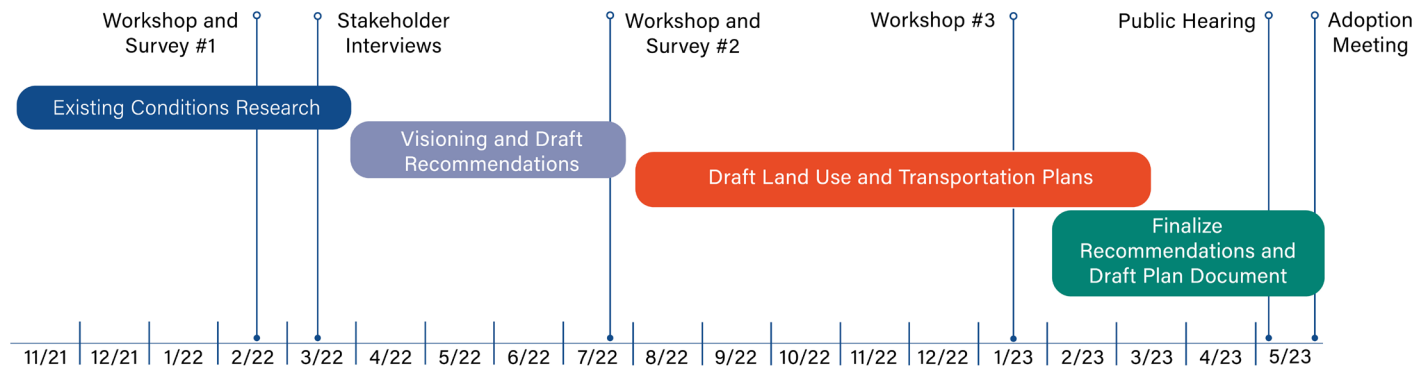 Workshop and
Survey #1
Stakeholder
Interviews
Workshop and
Survey #2
Workshop #3
Public Hearing
Adoption
Meeting
Existing Conditions Research
Visioning and Draft
Recommendations
Draft Land Use and Transportation Plans
Finalize
Recommendations and
Draft Plan Document
11/21 12/21 1/22 2/22 3/22 4/22 5/22 6/22 7/22 8/22 9/22 10/22 11/22 12/22 1/23 2/23 3/23 4/23 5/23